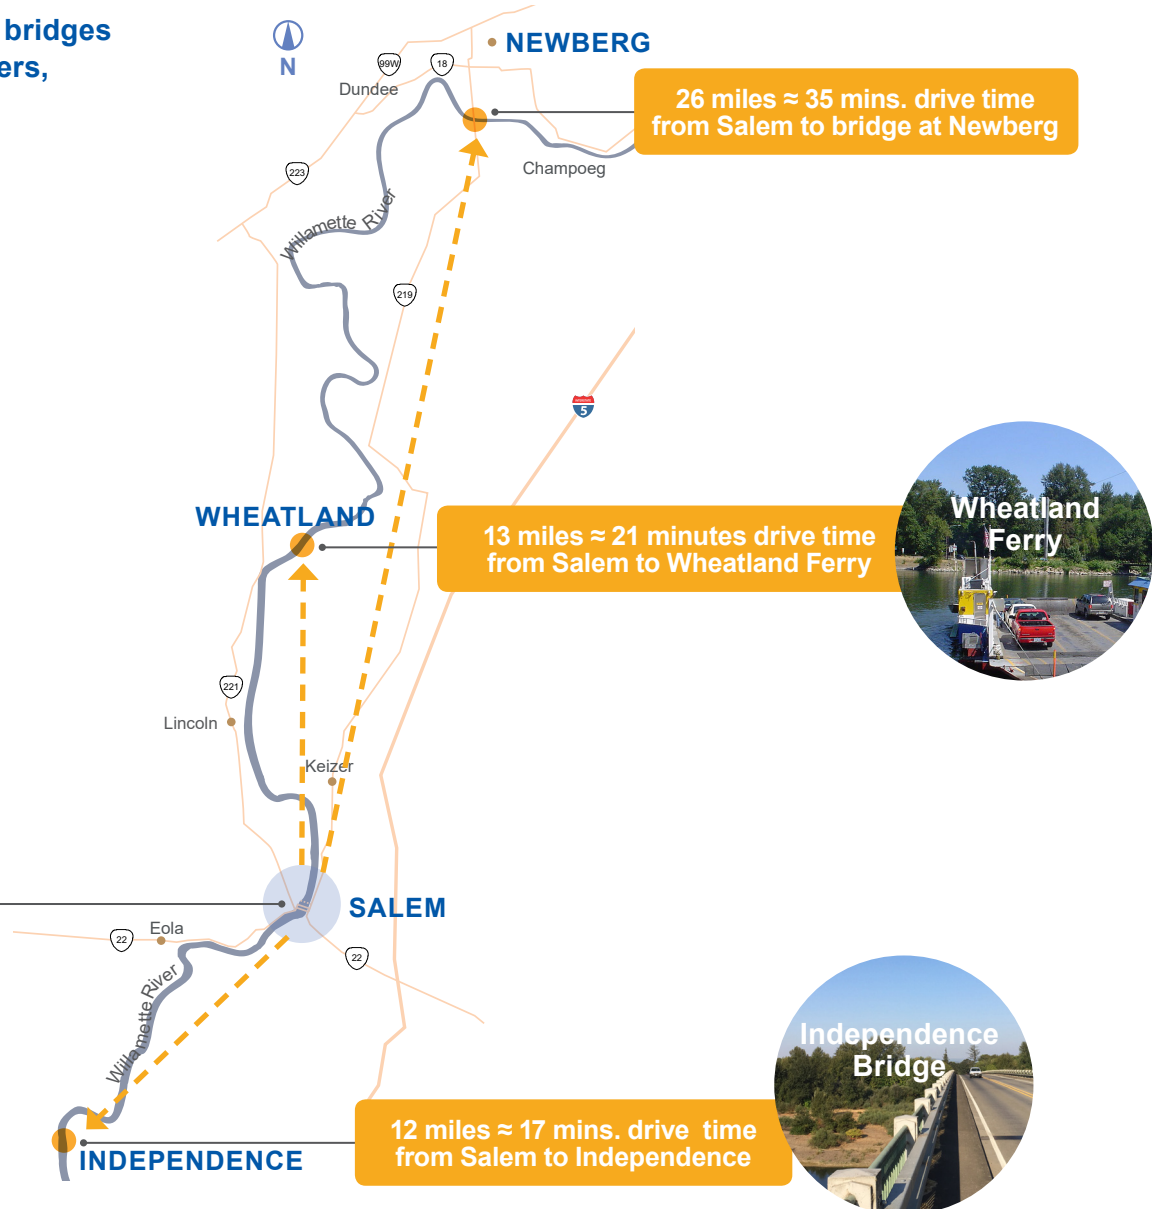 bridges
ers,
N
NEWBERG
99W
18
Dundee
26 miles ≈ 35 mins. drive time
from Salem to bridge at Newberg
Champoeg
223
Willamette River
219
5
WHEATLAND
13 miles ≈ 21 minutes drive time
from Salem to Wheatland Ferry
Wheatland
Ferry
221
Lincoln
Keizer
SALEM
Eola
22
22
Willamette River
Independence
Bridge
12 miles ≈ 17 mins. drive time
from Salem to Independence
INDEPENDENCE